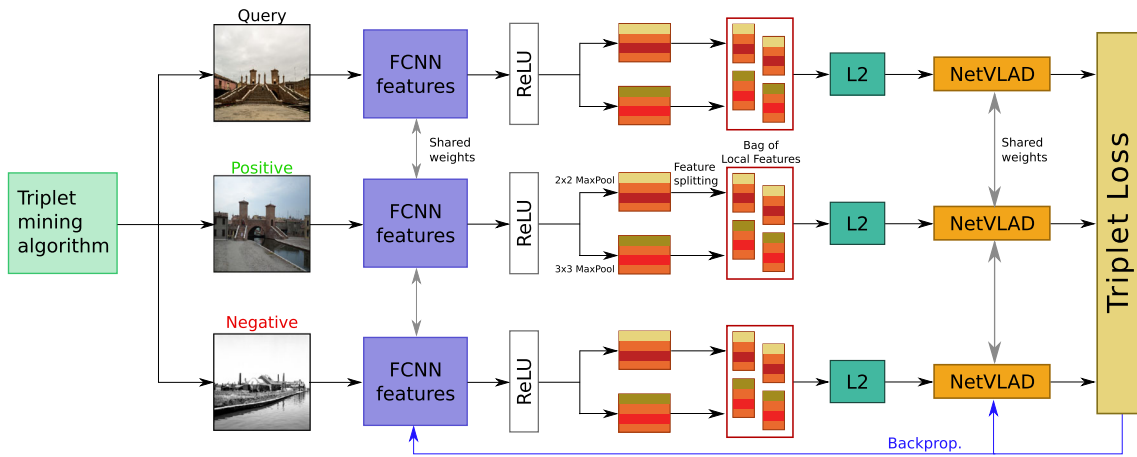 Query
FCNN
features
ReLU
L2
NetVLAD
Shared
weights
Shared
weights
Triplet
mining
algorithm
Positive
FCNN
features
ReLU
2x2 MaxPool
3x3 MaxPool
Feature
splitting
Bag of
Local Features
L2
NetVLAD
Triplet Loss
Negative
FCNN
features
ReLU
L2
NetVLAD
Backprop.